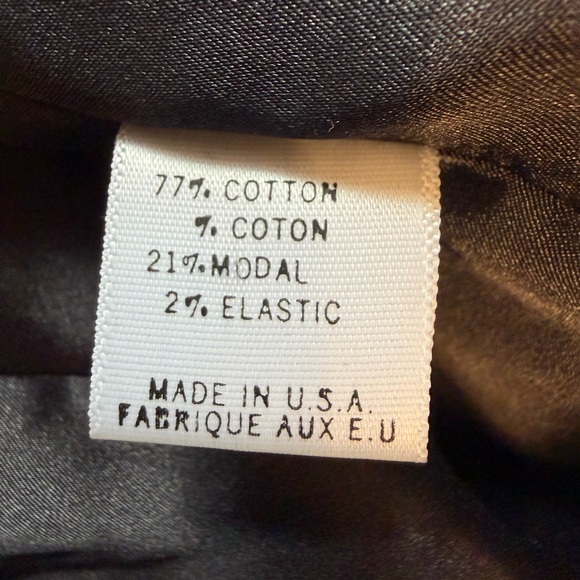 77% COTTON
% COTON
21% MODAL
2% ELASTIC
MADE IN U.S.A.
FABRIQUE AUX E.U